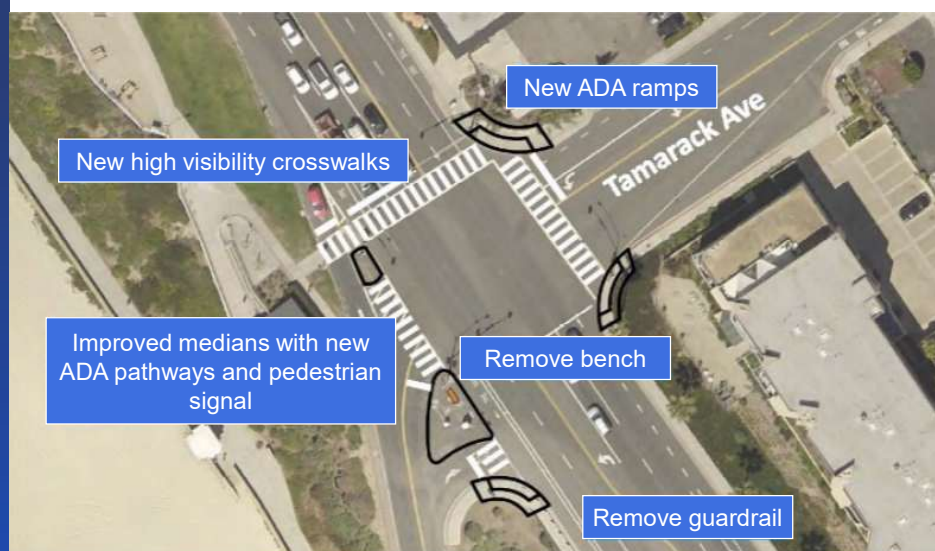 New ADA ramps
Tamarack Ave
New high visibility crosswalks
Improved medians with new
ADA pathways and pedestrian
signal
Remove bench
Remove guardrail